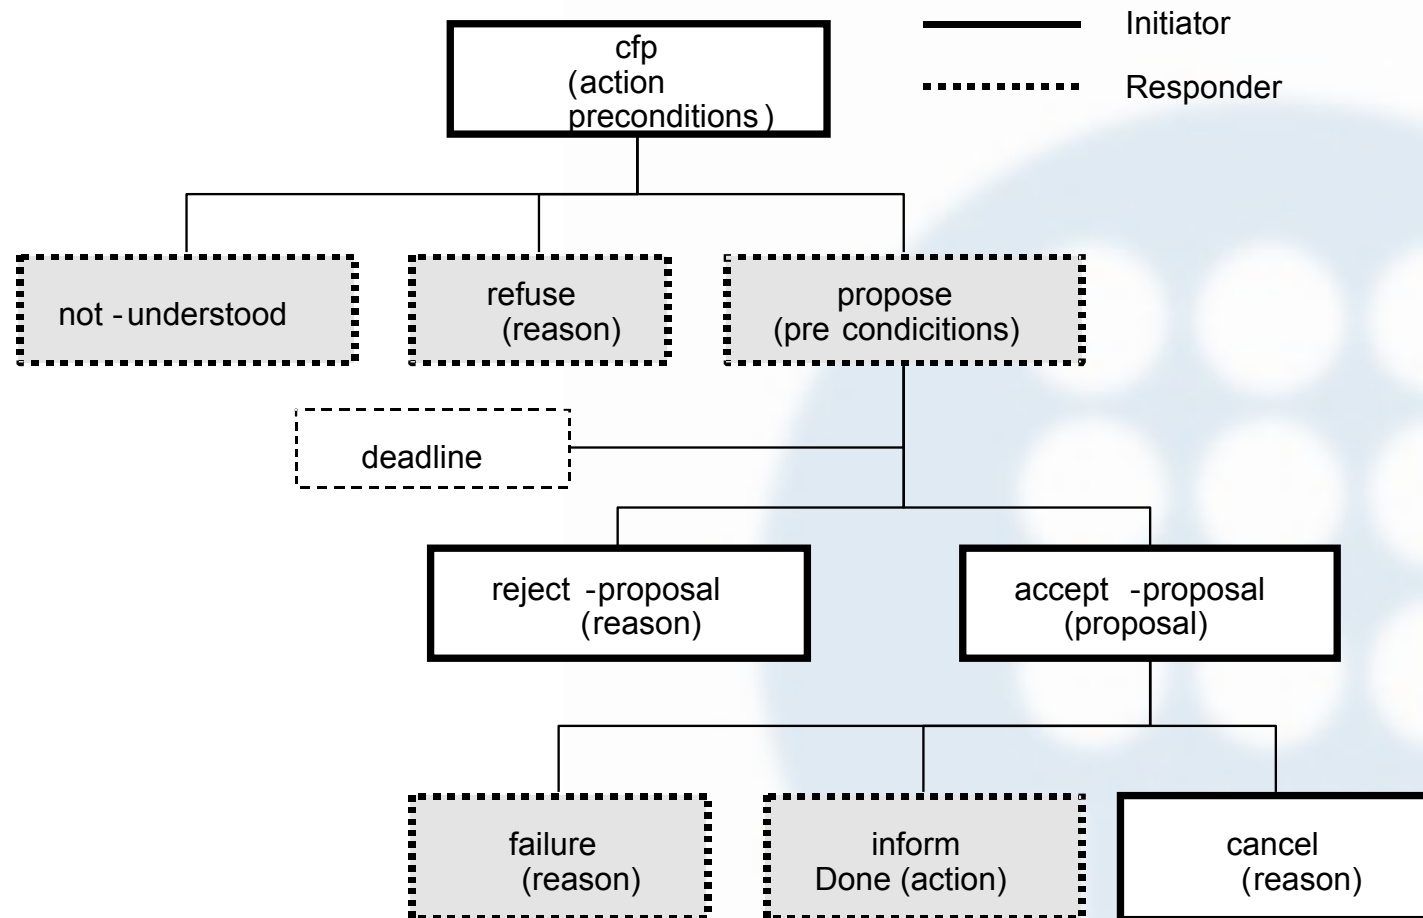 cfp
(action
preconditions)
Initiator
Responder
not -understood
refuse
(reason)
propose
(pre condicitions)
deadline
reject -proposal
(reason)
accept -proposal
(proposal)
failure
(reason)
inform
Done (action)
cancel
(reason)